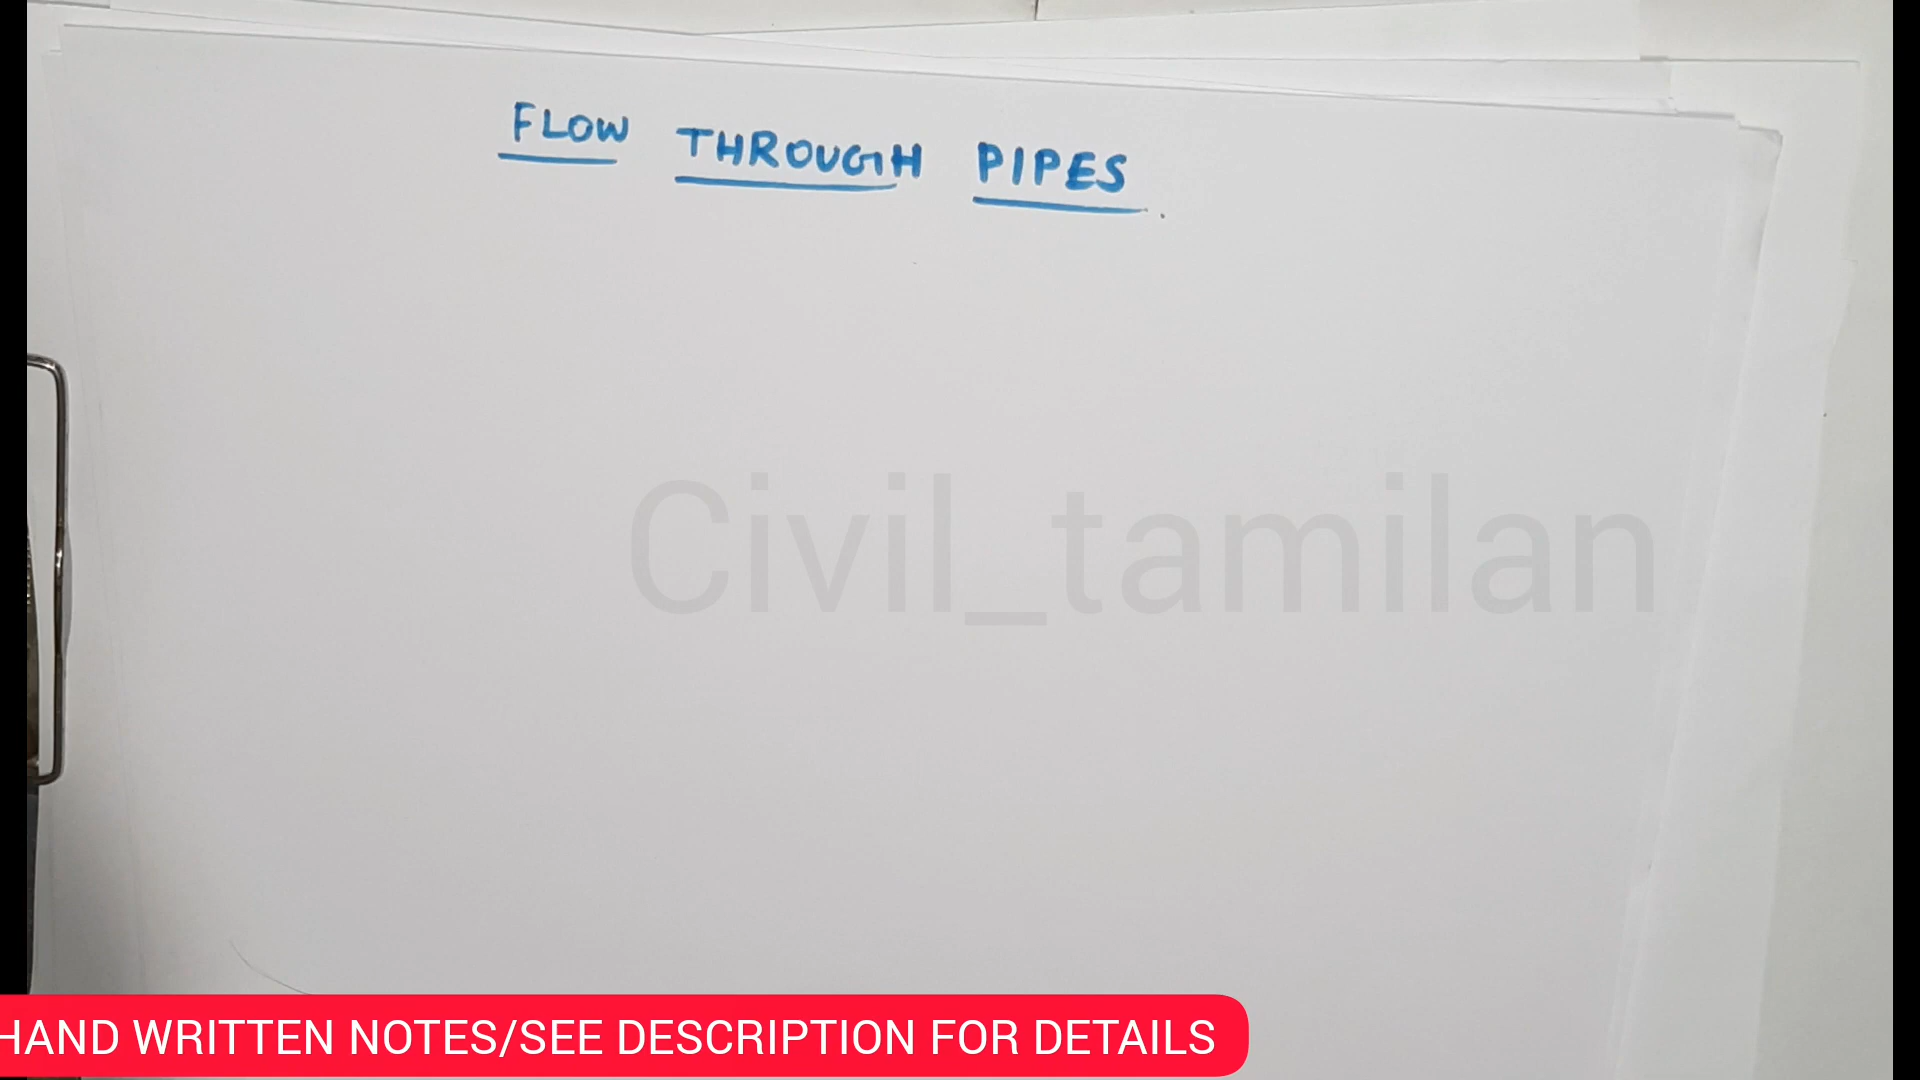 FLOW THROUGH PIPES
Civil_tamilan
HAND WRITTEN NOTES/SEE DESCRIPTION FOR DETAILS